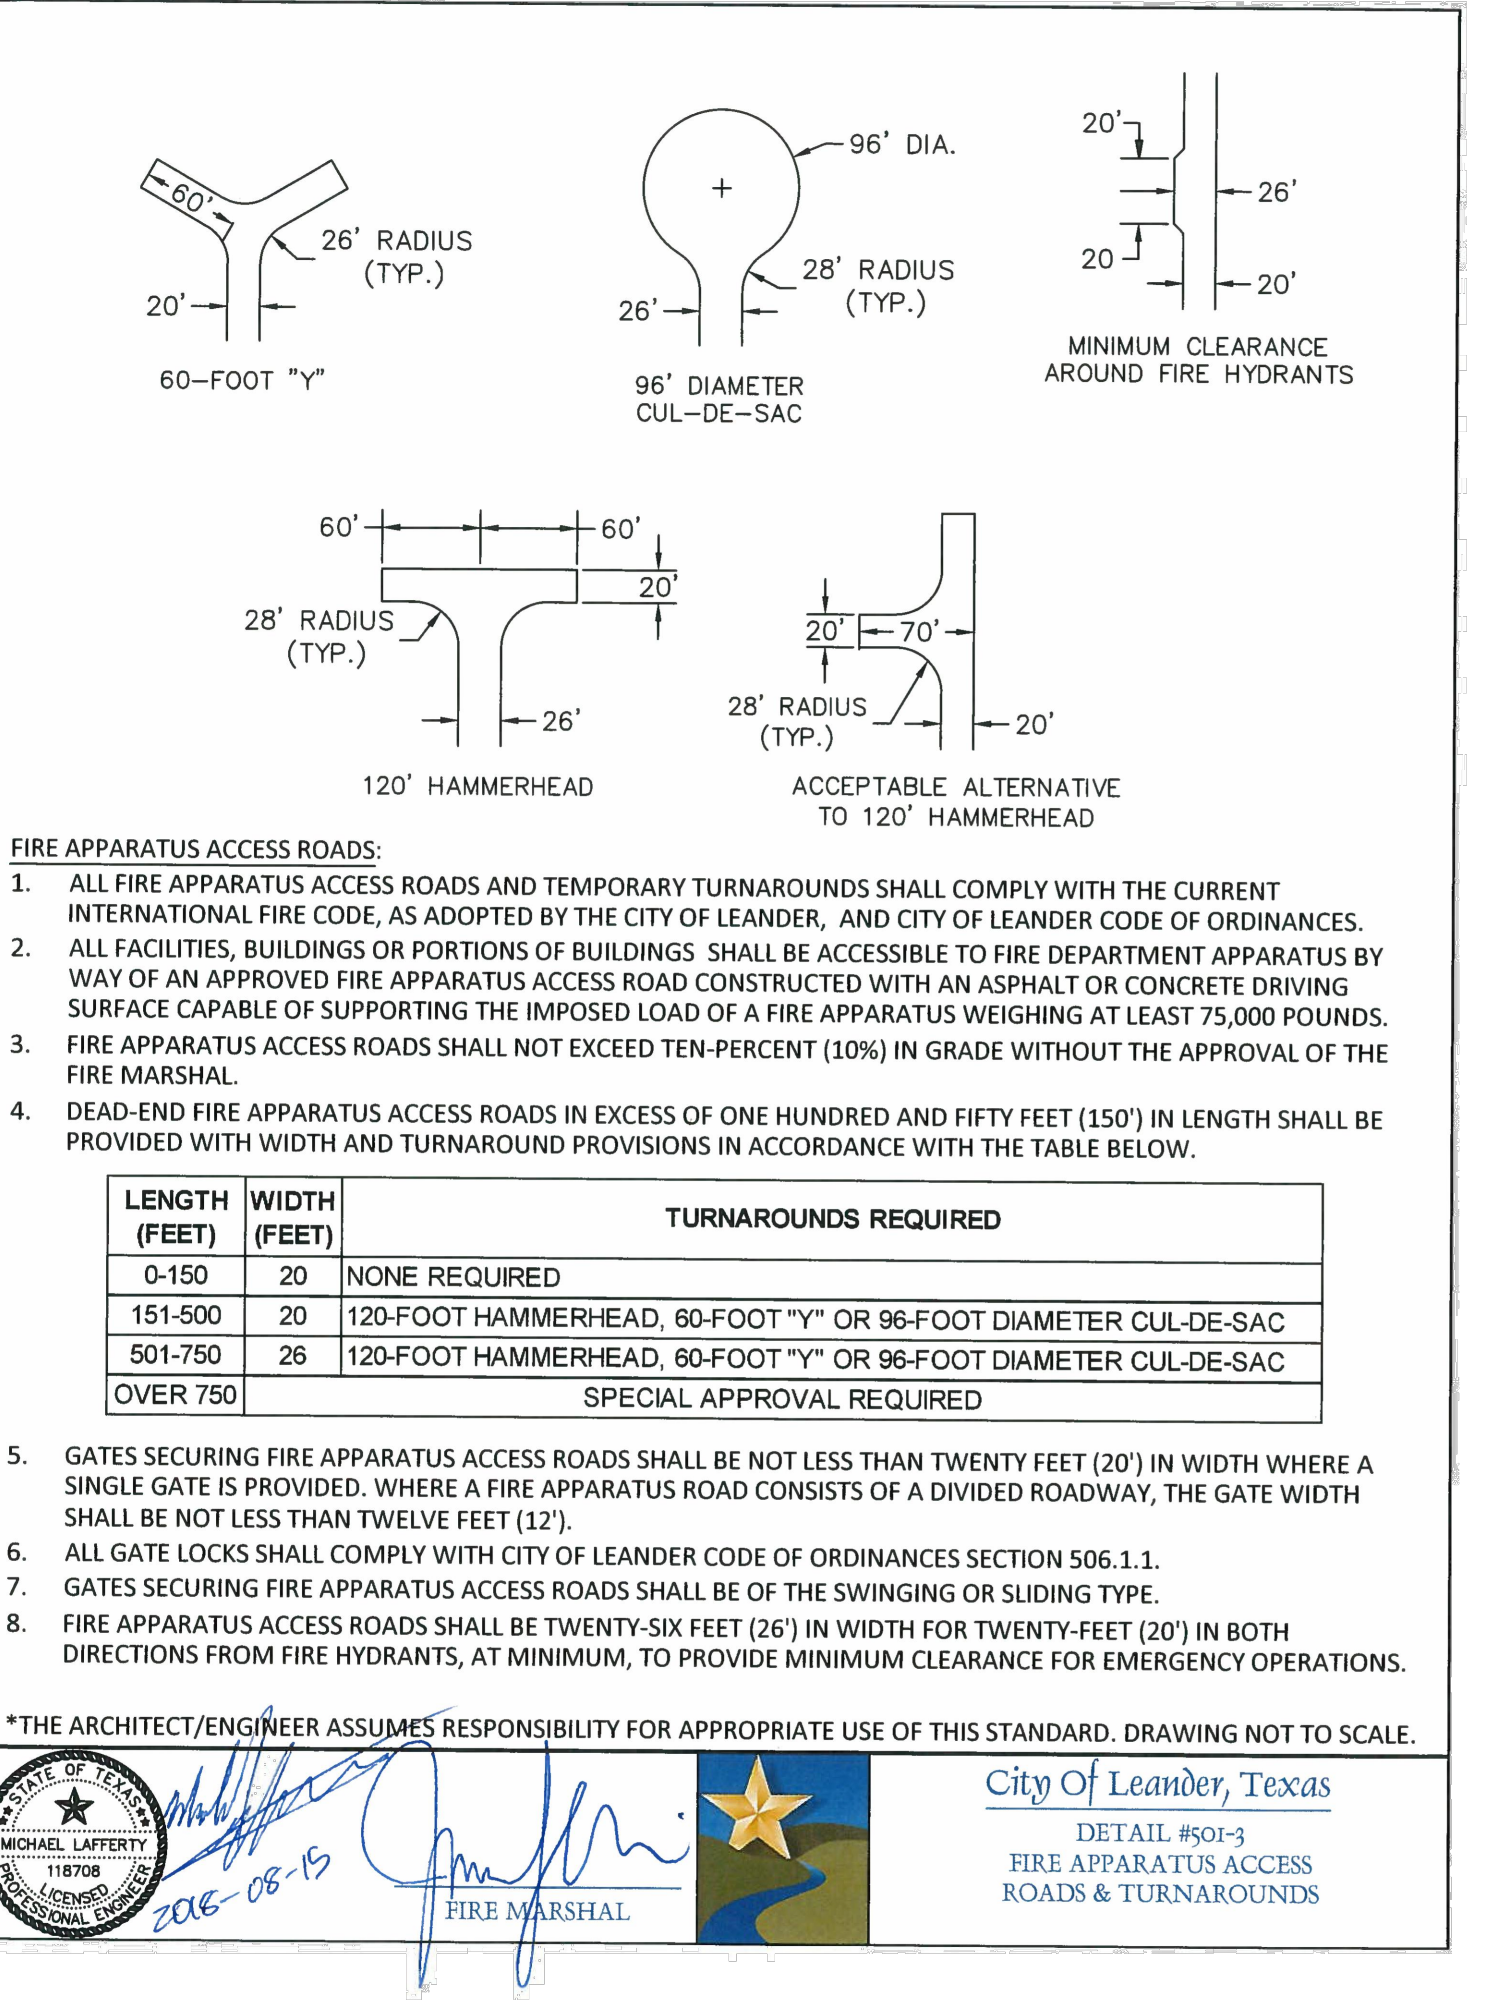 60'
26' RADIUS
(TYP.)
20'
60-FOOT "Y"
96' DIA.
28' RADIUS
(TYP.)
26'
96' DIAMETER
CUL-DE-SAC
20'
26'
20
20'
MINIMUM CLEARANCE
AROUND FIRE HYDRANTS
60'
60'
20'
28' RADIUS
(TYP.)
26'
120' HAMMERHEAD
20'
70'
28' RADIUS
(TYP.)
20'
ACCEPTABLE ALTERNATIVE
TO 120' HAMMERHEAD
FIRE APPARATUS ACCESS ROADS:
1. ALL FIRE APPARATUS ACCESS ROADS AND TEMPORARY TURNAROUNDS SHALL COMPLY WITH THE CURRENT
INTERNATIONAL FIRE CODE, AS ADOPTED BY THE CITY OF LEANDER, AND CITY OF LEANDER CODE OF ORDINANCES.
2. ALL FACILITIES, BUILDINGS OR PORTIONS OF BUILDINGS SHALL BE ACCESSIBLE TO FIRE DEPARTMENT APPARATUS BY
WAY OF AN APPROVED FIRE APPARATUS ACCESS ROAD CONSTRUCTED WITH AN ASPHALT OR CONCRETE DRIVING
SURFACE CAPABLE OF SUPPORTING THE IMPOSED LOAD OF A FIRE APPARATUS WEIGHING AT LEAST 75,000 POUNDS.
3. FIRE APPARATUS ACCESS ROADS SHALL NOT EXCEED TEN-PERCENT (10%) IN GRADE WITHOUT THE APPROVAL OF THE
FIRE MARSHAL.
4. DEAD-END FIRE APPARATUS ACCESS ROADS IN EXCESS OF ONE HUNDRED AND FIFTY FEET (150') IN LENGTH SHALL BE
PROVIDED WITH WIDTH AND TURNAROUND PROVISIONS IN ACCORDANCE WITH THE TABLE BELOW.
LENGTH (FEET) WIDTH (FEET) TURNAROUNDS REQUIRED
0-150 20 NONE REQUIRED
151-500 20 120-FOOT HAMMERHEAD, 60-FOOT "Y" OR 96-FOOT DIAMETER CUL-DE-SAC
501-750 26 120-FOOT HAMMERHEAD, 60-FOOT "Y" OR 96-FOOT DIAMETER CUL-DE-SAC
OVER 750 SPECIAL APPROVAL REQUIRED
5. GATES SECURING FIRE APPARATUS ACCESS ROADS SHALL BE NOT LESS THAN TWENTY FEET (20') IN WIDTH WHERE A
SINGLE GATE IS PROVIDED. WHERE A FIRE APPARATUS ROAD CONSISTS OF A DIVIDED ROADWAY, THE GATE WIDTH
SHALL BE NOT LESS THAN TWELVE FEET (12').
6. ALL GATE LOCKS SHALL COMPLY WITH CITY OF LEANDER CODE OF ORDINANCES SECTION 506.1.1.
7. GATES SECURING FIRE APPARATUS ACCESS ROADS SHALL BE OF THE SWINGING OR SLIDING TYPE.
8. FIRE APPARATUS ACCESS ROADS SHALL BE TWENTY-SIX FEET (26') IN WIDTH FOR TWENTY-FEET (20') IN BOTH
DIRECTIONS FROM FIRE HYDRANTS, AT MINIMUM, TO PROVIDE MINIMUM CLEARANCE FOR EMERGENCY OPERATIONS.
*THE ARCHITECT/ENGINEER ASSUMES RESPONSIBILITY FOR APPROPRIATE USE OF THIS STANDARD. DRAWING NOT TO SCALE.
STATE OF TEXAS
MICHAEL LAFFERTY
118708
LICENSED
PROFESSIONAL ENGINEER
2018-08-15
FIRE MARSHAL
City Of Leander, Texas
DETAIL #501-3
FIRE APPARATUS ACCESS
ROADS & TURNAROUNDS